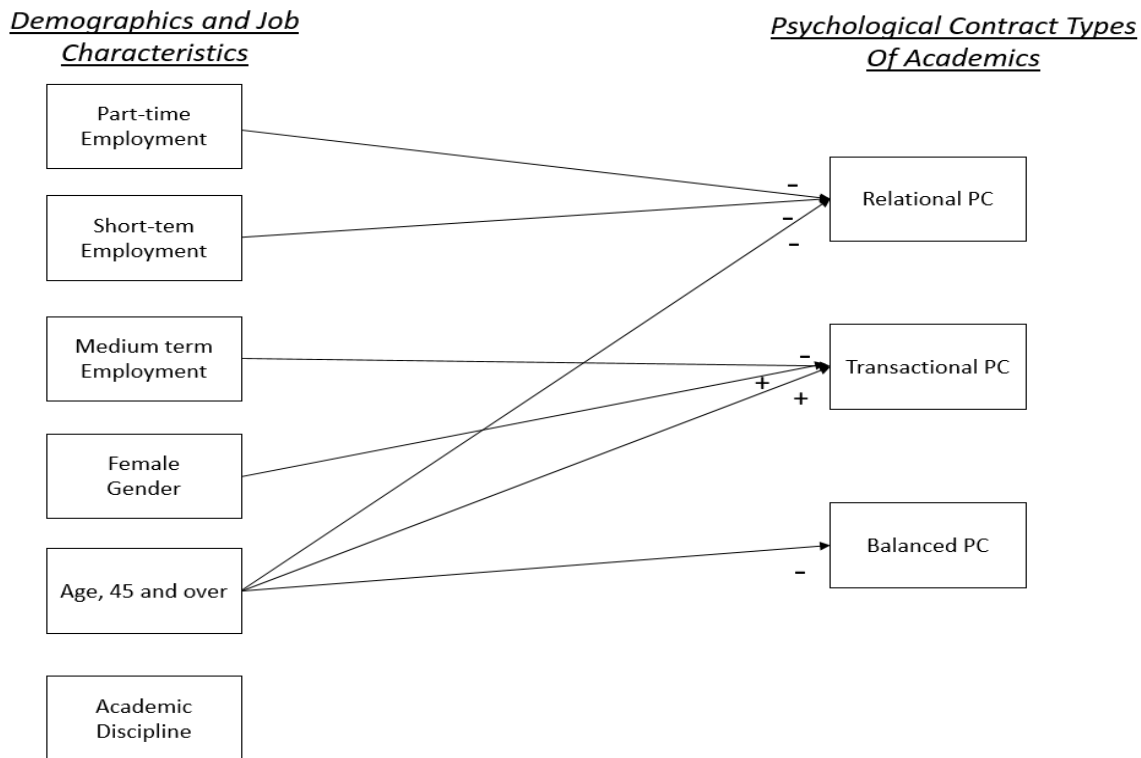 Demographics and Job
Characteristics
Part-time
Employment
Short-tem
Employment
Medium term
Employment
Female
Gender
Age, 45 and over
Academic
Discipline
Psychological Contract Types
Of Academics
Relational PC
Transactional PC
Balanced PC
-
-
-
-
+
+
-